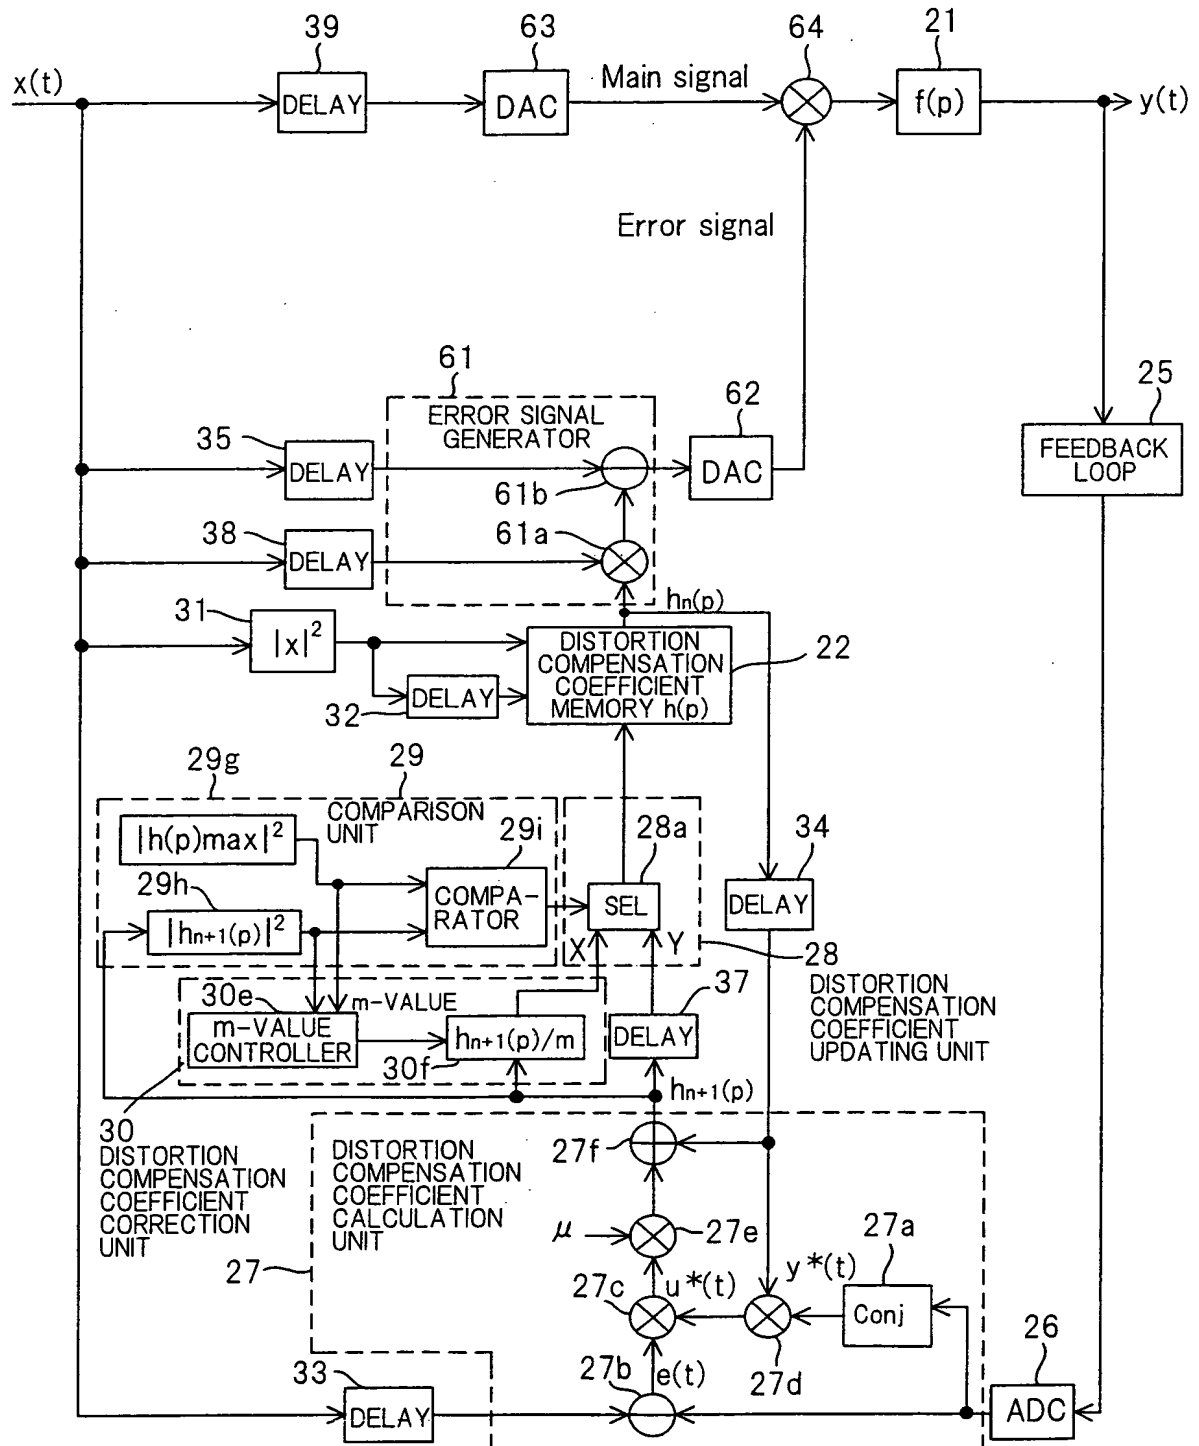 39
63
64
21
x(t)
DELAY
DAC
Main signal
f(p)
y(t)
Error signal
61
25
ERROR SIGNAL
GENERATOR
62
FEEDBACK
LOOP
35
DELAY
61b
DAC
38
DELAY
61a
hn(p)
31
|x|²
DISTORTION
COMPENSATION
COEFFICIENT
MEMORY h(p)
22
DELAY
32
29g
29
COMPARISON
UNIT
|h(p)max|²
29i
28a
34
29h
COMPA-
RATOR
SEL
DELAY
|hn+1(p)|²
X
Y
28
30e
m-VALUE
37
DISTORTION
COMPENSATION
COEFFICIENT
UPDATING UNIT
m-VALUE
CONTROLLER
hn+1(p)/m
DELAY
30f
hn+1(p)
30
DISTORTION
COMPENSATION
COEFFICIENT
CORRECTION
UNIT
DISTORTION
COMPENSATION
COEFFICIENT
CALCULATION
UNIT
27f
μ
27e
27
27a
27c
u*(t)
y*(t)
Conj
26
33
27b
e(t)
27d
DELAY
ADC